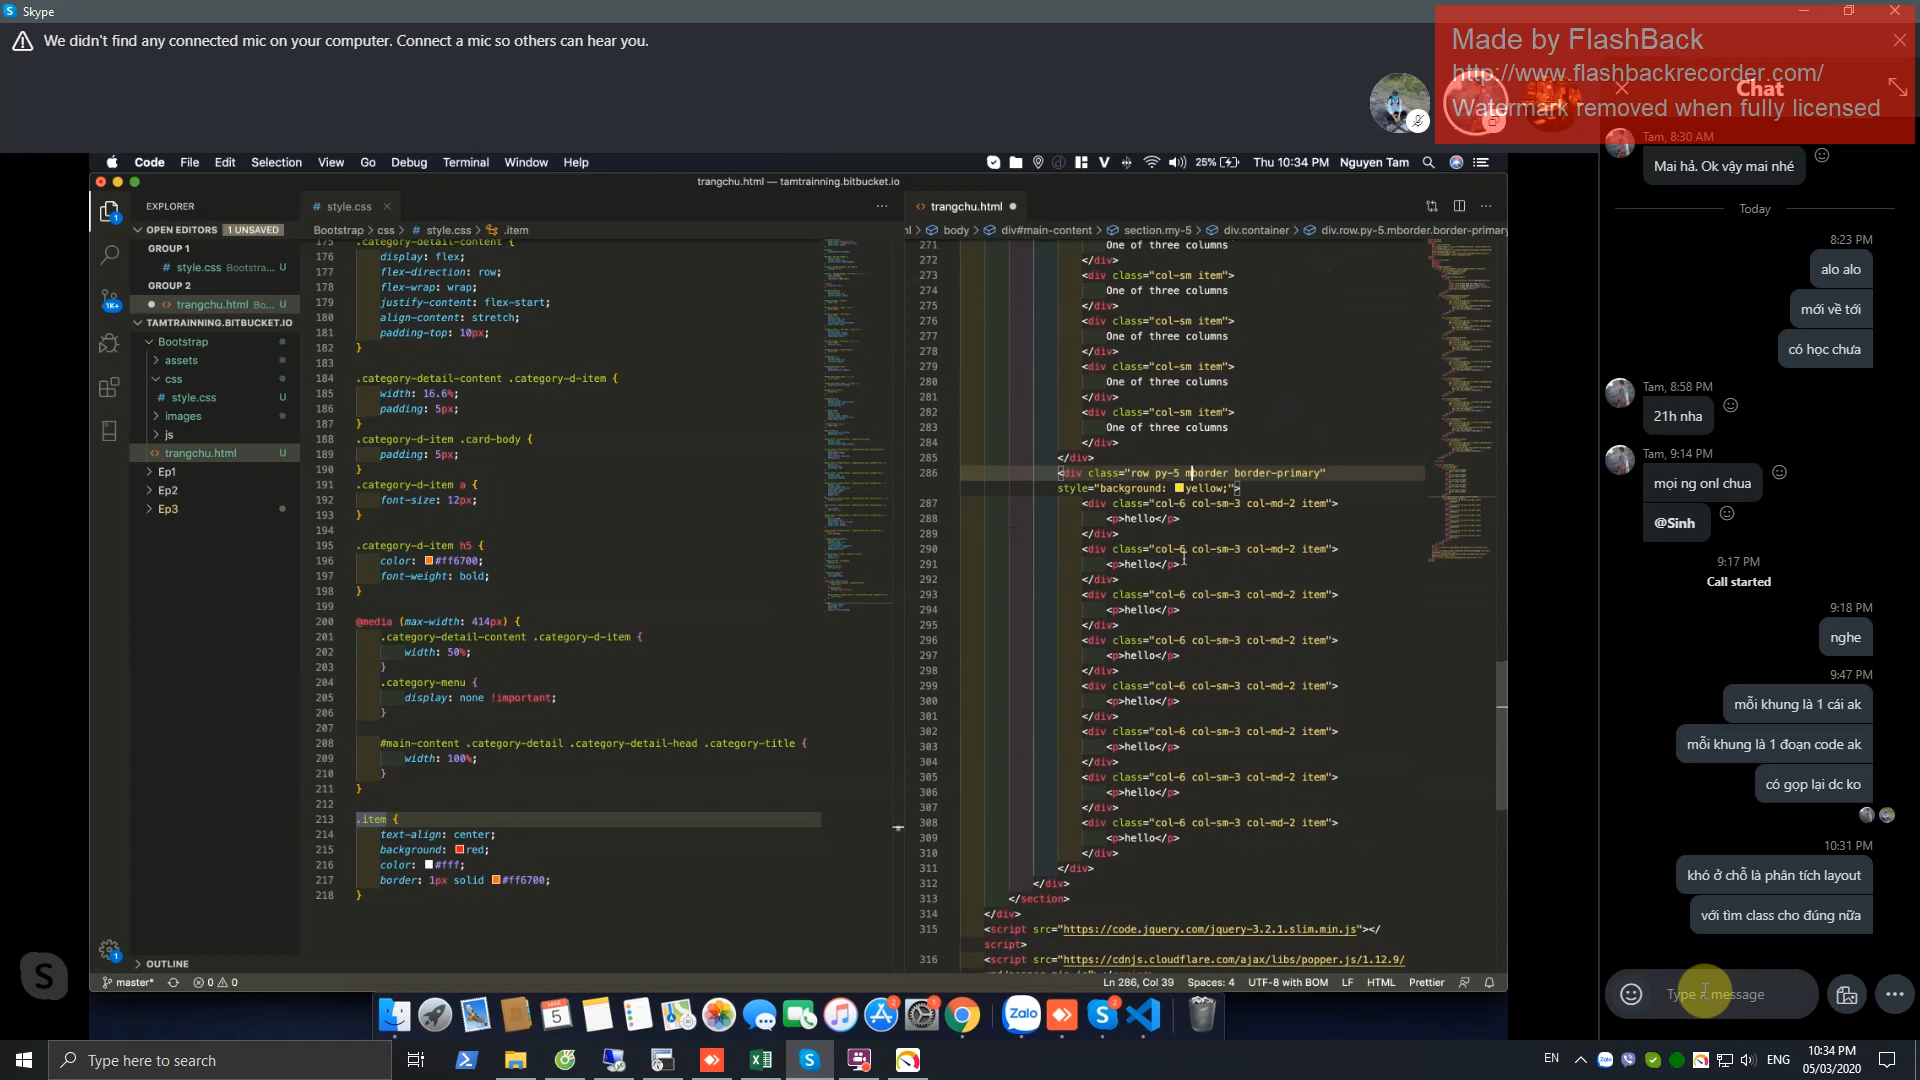 Skype
We didn't find any connected mic on your computer. Connect a mic so others can hear you.
Made by FlashBack
http://www.flashbackrecorder.com/
Watermark removed when fully licensed
Chat
Code File Edit Selection View Go Debug Terminal Window Help
25% Thu 10:34 PM Nguyen Tam
trangchu.html — tamtrainning.bitbucket.io
EXPLORER
OPEN EDITORS 1 UNSAVED
GROUP 1
style.css Bootstra... U
GROUP 2
trangchu.html Bo... U
TAMTRAINNING.BITBUCKET.IO
Bootstrap
assets
css
style.css U
images
js
trangchu.html U
Ep1
Ep2
Ep3
OUTLINE
# style.css
Bootstrap > css > # style.css > .item
175 .category-detail-content {
176 display: flex;
177 flex-direction: row;
178 flex-wrap: wrap;
179 justify-content: flex-start;
180 align-content: stretch;
181 padding-top: 10px;
182 }
183
184 .category-detail-content .category-d-item {
185 width: 16.6%;
186 padding: 5px;
187 }
188 .category-d-item .card-body {
189 padding: 5px;
190 }
191 .category-d-item a {
192 font-size: 12px;
193 }
194
195 .category-d-item h5 {
196 color: #ff6700;
197 font-weight: bold;
198 }
199
200 @media (max-width: 414px) {
201 .category-detail-content .category-d-item {
202 width: 50%;
203 }
204 .category-menu {
205 display: none !important;
206 }
207
208 #main-content .category-detail .category-detail-head .category-title {
209 width: 100%;
210 }
211 }
212
213 .item {
214 text-align: center;
215 background: red;
216 color: #fff;
217 border: 1px solid #ff6700;
218 }
trangchu.html
body > div#main-content > section.my-5 > div.container > div.row.py-5.mborder.border-primary
271 One of three columns
272 </div>
273 <div class="col-sm item">
274 One of three columns
275 </div>
276 <div class="col-sm item">
277 One of three columns
278 </div>
279 <div class="col-sm item">
280 One of three columns
281 </div>
282 <div class="col-sm item">
283 One of three columns
284 </div>
285 </div>
286 <div class="row py-5 mborder border-primary"
style="background: yellow;">
287 <div class="col-6 col-sm-3 col-md-2 item">
288 <p>hello</p>
289 </div>
290 <div class="col-6 col-sm-3 col-md-2 item">
291 <p>hello</p>
292 </div>
293 <div class="col-6 col-sm-3 col-md-2 item">
294 <p>hello</p>
295 </div>
296 <div class="col-6 col-sm-3 col-md-2 item">
297 <p>hello</p>
298 </div>
299 <div class="col-6 col-sm-3 col-md-2 item">
300 <p>hello</p>
301 </div>
302 <div class="col-6 col-sm-3 col-md-2 item">
303 <p>hello</p>
304 </div>
305 <div class="col-6 col-sm-3 col-md-2 item">
306 <p>hello</p>
307 </div>
308 <div class="col-6 col-sm-3 col-md-2 item">
309 <p>hello</p>
310 </div>
311 </div>
312 </div>
313 </section>
314 </div>
315 <script src="https://code.jquery.com/jquery-3.2.1.slim.min.js"></
script>
316 <script src="https://cdnjs.cloudflare.com/ajax/libs/popper.js/1.12.9/
master* 0 0
Ln 286, Col 39 Spaces: 4 UTF-8 with BOM LF HTML Prettier
Tam, 8:30 AM
Mai hả. Ok vậy mai nhé
Today
8:23 PM
alo alo
mới về tới
có học chưa
Tam, 8:58 PM
21h nha
Tam, 9:14 PM
mọi ng onl chua
@Sinh
9:17 PM
Call started
9:18 PM
nghe
9:47 PM
mỗi khung là 1 cái ak
mỗi khung là 1 đoạn code ak
có gọp lại dc ko
10:31 PM
khó ở chỗ là phân tích layout
với tìm class cho đúng nữa
Type a message
MAR
5
Zalo
Type here to search
EN
ENG
10:34 PM
05/03/2020